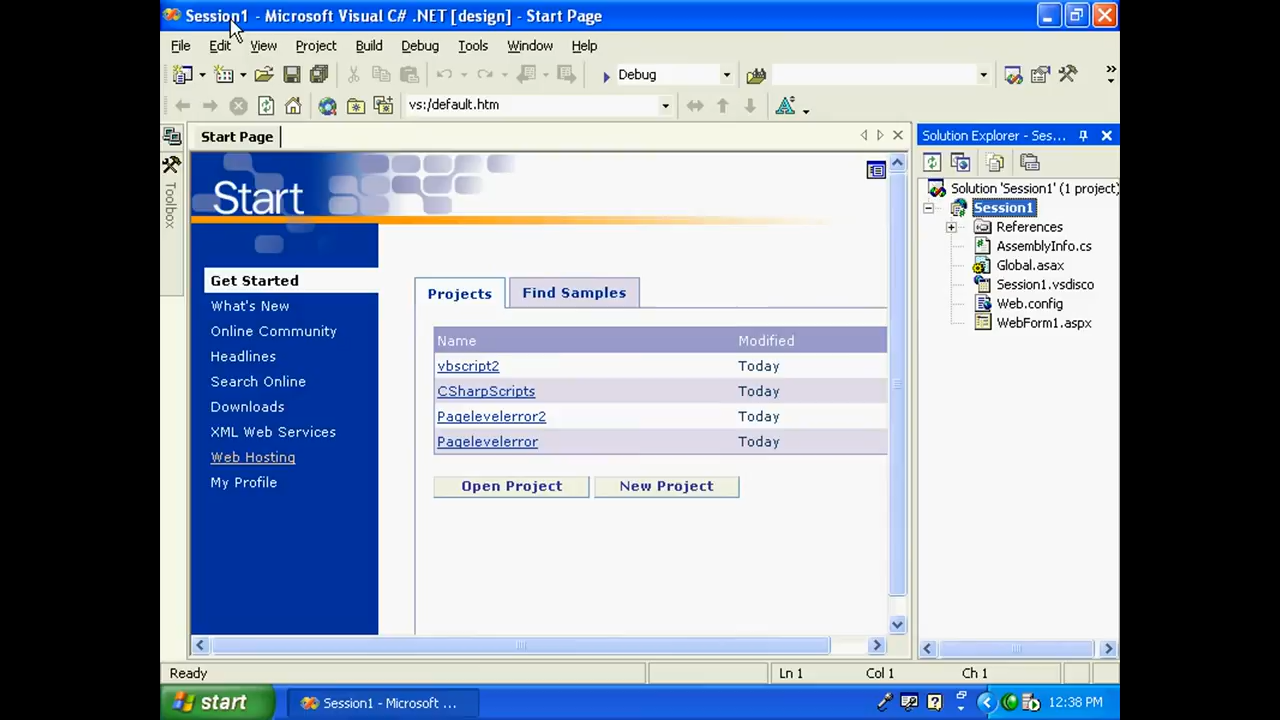 Session1 - Microsoft Visual C# .NET [design] - Start Page
File Edit View Project Build Debug Tools Window Help
Debug
vs:/default.htm
Start Page
Solution Explorer - Ses...
Toolbox
Start
Solution 'Session1' (1 project)
Session1
References
AssemblyInfo.cs
Global.asax
Session1.vsdisco
Web.config
WebForm1.aspx
Get Started
What's New
Online Community
Headlines
Search Online
Downloads
XML Web Services
Web Hosting
My Profile
Projects Find Samples
Name Modified
vbscript2 Today
CSharpScripts Today
Pagelevelerror2 Today
Pagelevelerror Today
Open Project New Project
Ready Ln 1 Col 1 Ch 1
start Session1 - Microsoft ... 12:38 PM